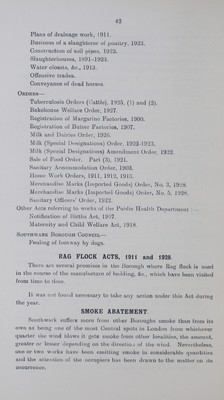 42
Plans of drainage work, 1911.
Business of a slaughterer of poultry, 1923.
Construction of soil pipes, 1922.
Slaughterhouses, 1891-1923.
Water closets, &c., 1913.
Offensive trades.
Conveyance of dead horses.
ORDERS—
Tuberculosis Orders (Cattle), 1925, (1) and (2).
Bakehouse Welfare Order, 1927.
Registration of Margarine Factories, 1900.
Registration of Butter Factories, 1907.
Milk and Dairies Order, 1926.
Milk (Special Designations) Order, 1922-1923.
Milk (Special Designations) Amendment Order, 1922.
Sale of Food Order. Part (3), 1921.
Sanitary Accommodation Order, 1903.
Home Work Orders, 1911, 1912, 1913.
Merchandise Marks (Imported Goods) Order, No. 3, 1928.
Merchandise Marks (Imported Goods) Order, No. 5, 1928.
Sanitary Officers' Order, 1922.
Other Acts referring to works of the Public Health Department :—
Notification of Births Act, 1907.
Maternity and Child Welfare Act, 1918.
SOUTHWARK BOROUGH COUNCIL—
Fouling of footway by dogs.
RAG FLOCK ACTS, 1911 and 1928.
There are several premises in the Borough where Rag flock is used
in the course of the manufacture of bedding, &c., which have been visited
from time to time.
It was not found necessary to take any action under this Act during
the year.
SMOKE ABATEMENT.
Southwark suffers more from other Boroughs smoke than from its
own as being one of the most Central spots in London from whichever
quarter the wind blows it gets smoke from other localities, the amount,
greater or lesser depending on the direction of the wind. Nevertheless,
one or two works have been emitting smoke in considerable quantities
and the attention of the occupiers has been drawn to the matter on its
occurrence.